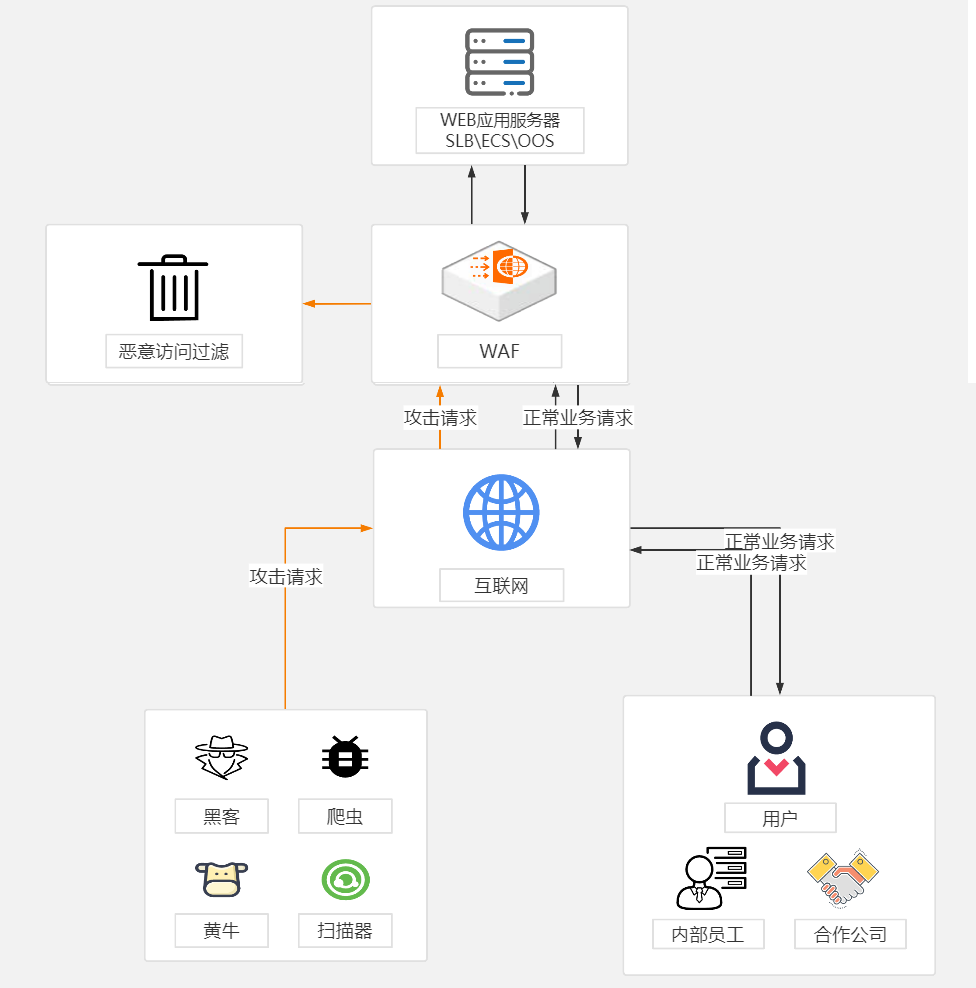 WEB应用服务器
SLB\ECS\OOS
恶意访问过滤
WAF
攻击请求
正常业务请求
互联网
正常业务请求
正常业务请求
攻击请求
黑客
爬虫
黄牛
扫描器
用户
内部员工
合作公司